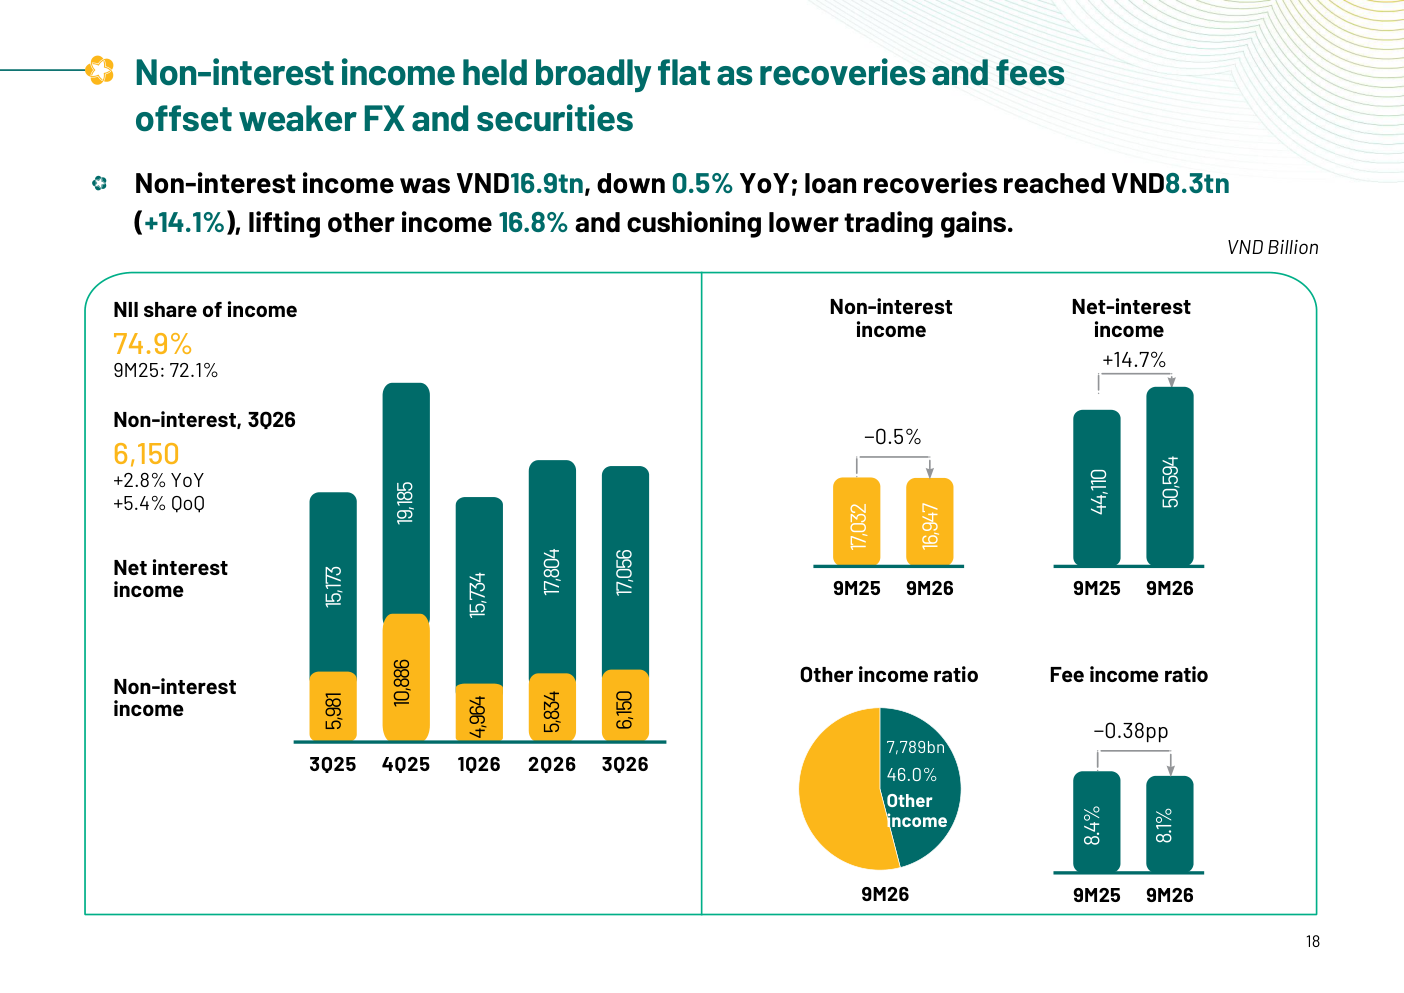 Non-interest income held broadly flat as recoveries and fees
offset weaker FX and securities
Non-interest income was VND16.9tn, down 0.5% YoY; loan recoveries reached VND8.3tn
(+14.1%), lifting other income 16.8% and cushioning lower trading gains.
VND Billion
NII share of income
74.9%
9M25: 72.1%
Non-interest, 3Q26
6,150
+2.8% YoY
+5.4% QoQ
Net interest
income
Non-interest
income
15,173
19,185
15,734
17,804
17,056
5,981
10,886
4,964
5,834
6,150
3Q25
4Q25
1Q26
2Q26
3Q26
Non-interest
income
−0.5%
17,032
16,947
9M25
9M26
Net-interest
income
+14.7%
44,110
50,594
9M25
9M26
Other income ratio
7,789bn
46.0%
Other
income
9M26
Fee income ratio
−0.38pp
8.4%
8.1%
9M25
9M26
18